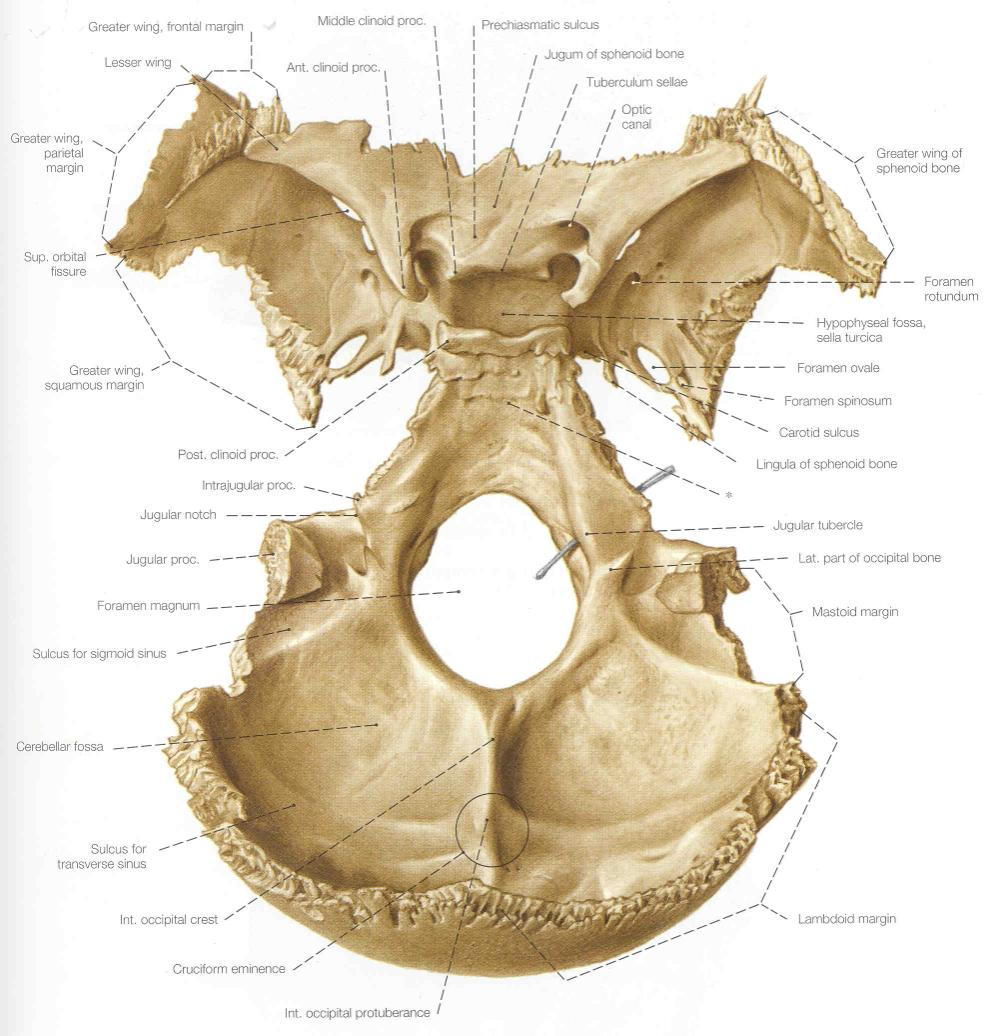 Middle clinoid proc.
Prechiasmatic sulcus
Greater wing, frontal margin
Jugum of sphenoid bone
Lesser wing
Ant. clinoid proc.
Tuberculum sellae
Optic
canal
Greater wing,
parietal
margin
Greater wing of
sphenoid bone
Sup. orbital
fissure
Foramen
rotundum
Hypophyseal fossa,
sella turcica
Greater wing,
squamous margin
Foramen ovale
Foramen spinosum
Carotid sulcus
Post. clinoid proc.
Lingula of sphenoid bone
Intrajugular proc.
*
Jugular notch
Jugular tubercle
Jugular proc.
Lat. part of occipital bone
Foramen magnum
Mastoid margin
Sulcus for sigmoid sinus
Cerebellar fossa
Sulcus for
transverse sinus
Int. occipital crest
Lambdoid margin
Cruciform eminence
Int. occipital protuberance